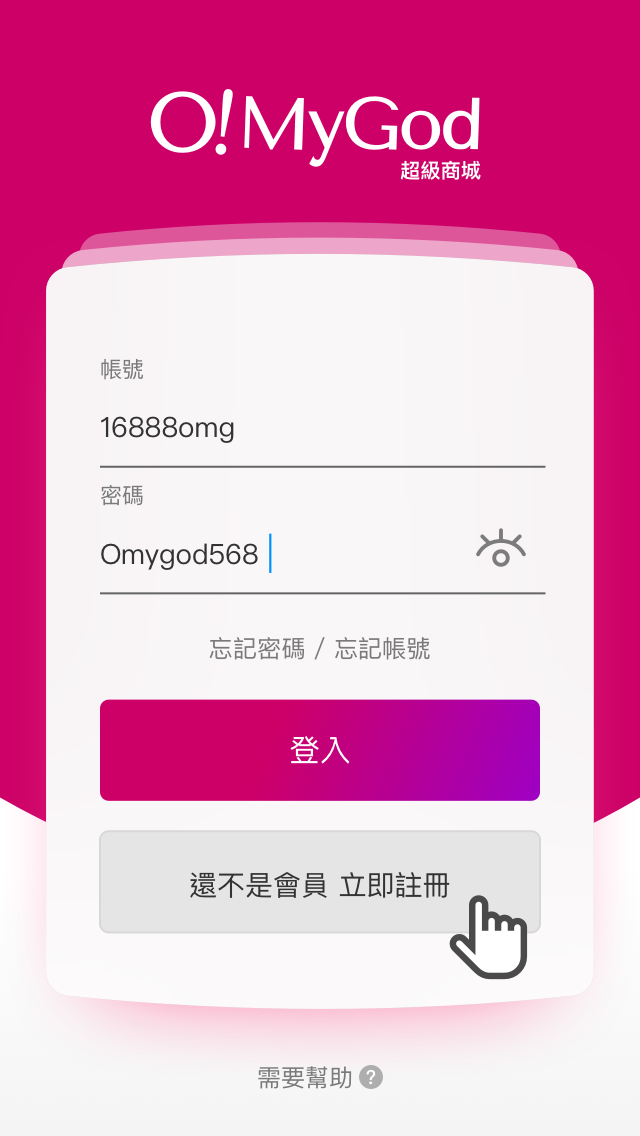 O!MyGod
超級商城
帳號
16888omg
密碼
Omygod568
忘記密碼 / 忘記帳號
登入
還不是會員 立即註冊
需要幫助 ?